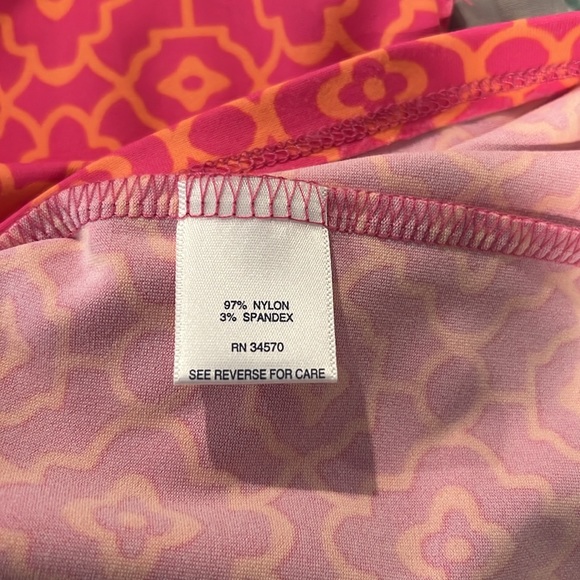 97% NYLON
3% SPANDEX
RN 34570
SEE REVERSE FOR CARE